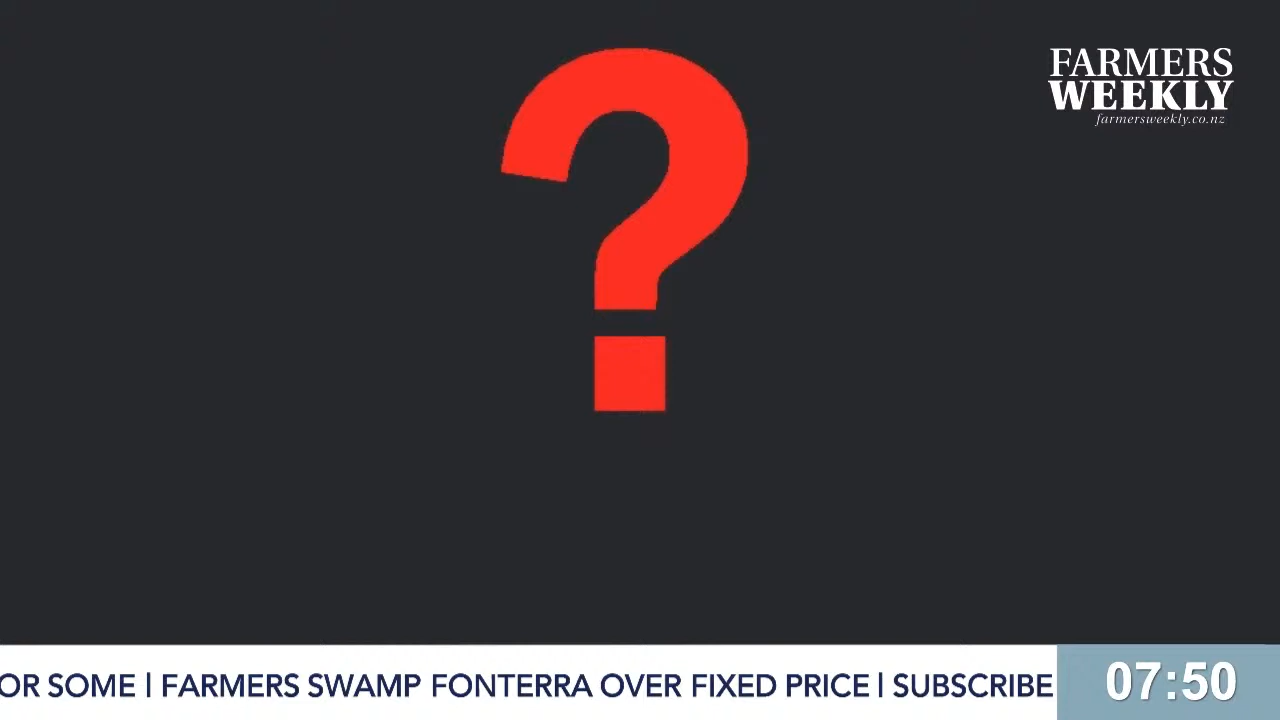 ?
FARMERS
WEEKLY
farmersweekly.co.nz
OR SOME | FARMERS SWAMP FONTERRA OVER FIXED PRICE | SUBSCRIBE
07:50